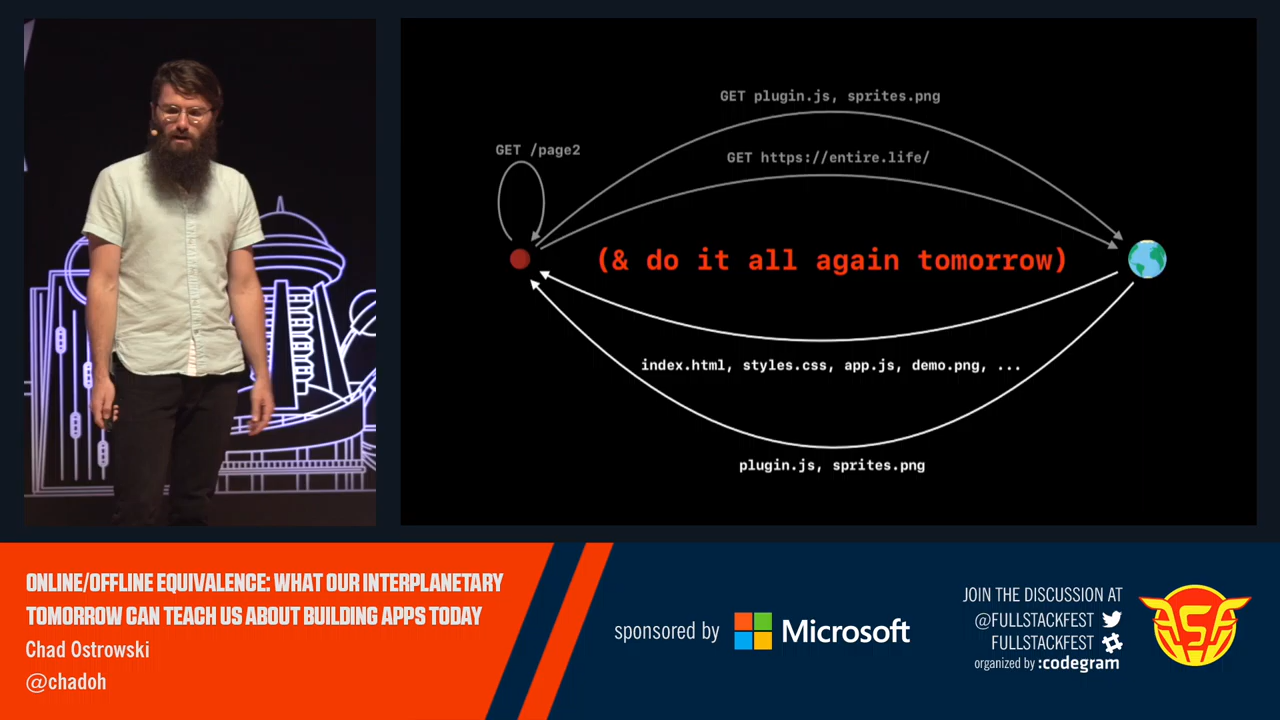 GET plugin.js, sprites.png
GET /page2
GET https://entire.life/
(& do it all again tomorrow)
index.html, styles.css, app.js, demo.png, ...
plugin.js, sprites.png
ONLINE/OFFLINE EQUIVALENCE: WHAT OUR INTERPLANETARY
TOMORROW CAN TEACH US ABOUT BUILDING APPS TODAY
Chad Ostrowski
@chadoh
sponsored by Microsoft
JOIN THE DISCUSSION AT
@FULLSTACKFEST
FULLSTACKFEST
organized by :codegram
FSF